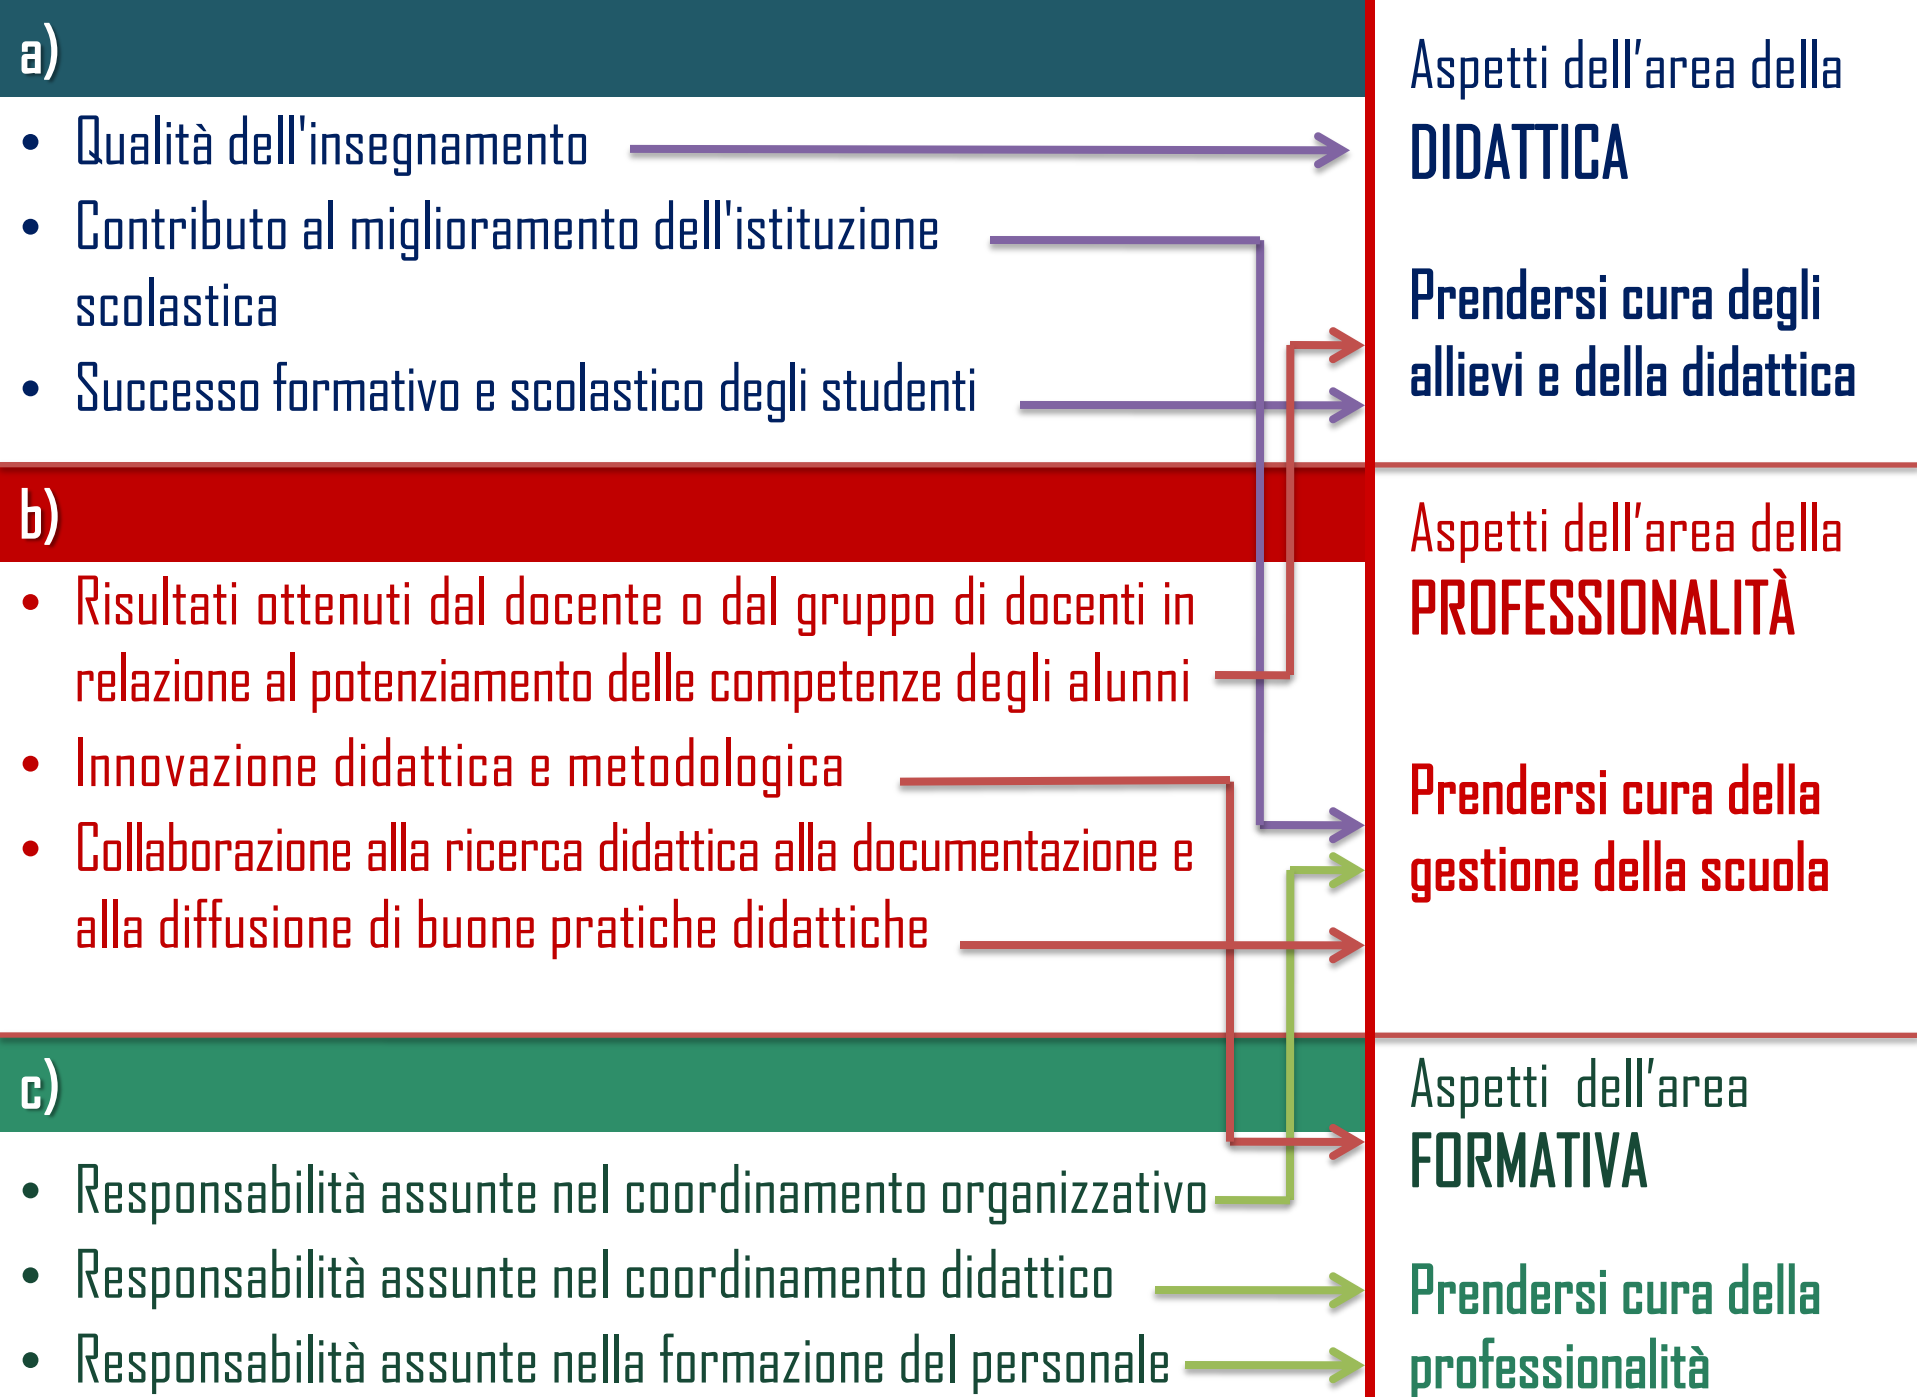 a)
• Qualità dell'insegnamento
• Contributo al miglioramento dell'istituzione
scolastica
• Successo formativo e scolastico degli studenti
Aspetti dell’area della
DIDATTICA
Prendersi cura degli
allievi e della didattica
b)
• Risultati ottenuti dal docente o dal gruppo di docenti in
relazione al potenziamento delle competenze degli alunni
• Innovazione didattica e metodologica
• Collaborazione alla ricerca didattica alla documentazione e
alla diffusione di buone pratiche didattiche
Aspetti dell’area della
PROFESSIONALITÀ
Prendersi cura della
gestione della scuola
c)
• Responsabilità assunte nel coordinamento organizzativo
• Responsabilità assunte nel coordinamento didattico
• Responsabilità assunte nella formazione del personale
Aspetti dell’area
FORMATIVA
Prendersi cura della
professionalità